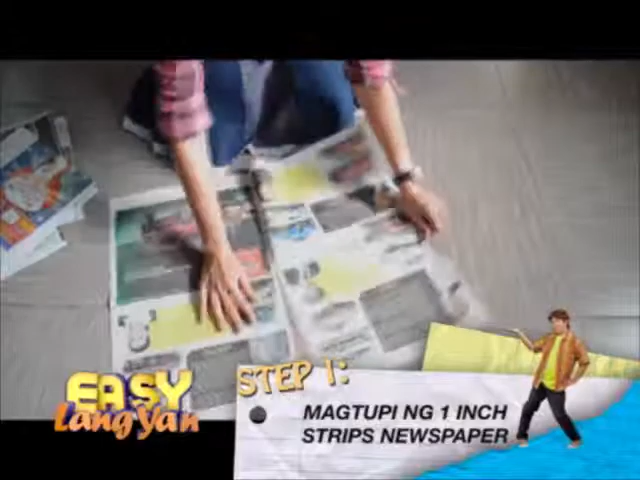 STEP 1:
EASY
Lang Yan
MAGTUPI NG 1 INCH
STRIPS NEWSPAPER